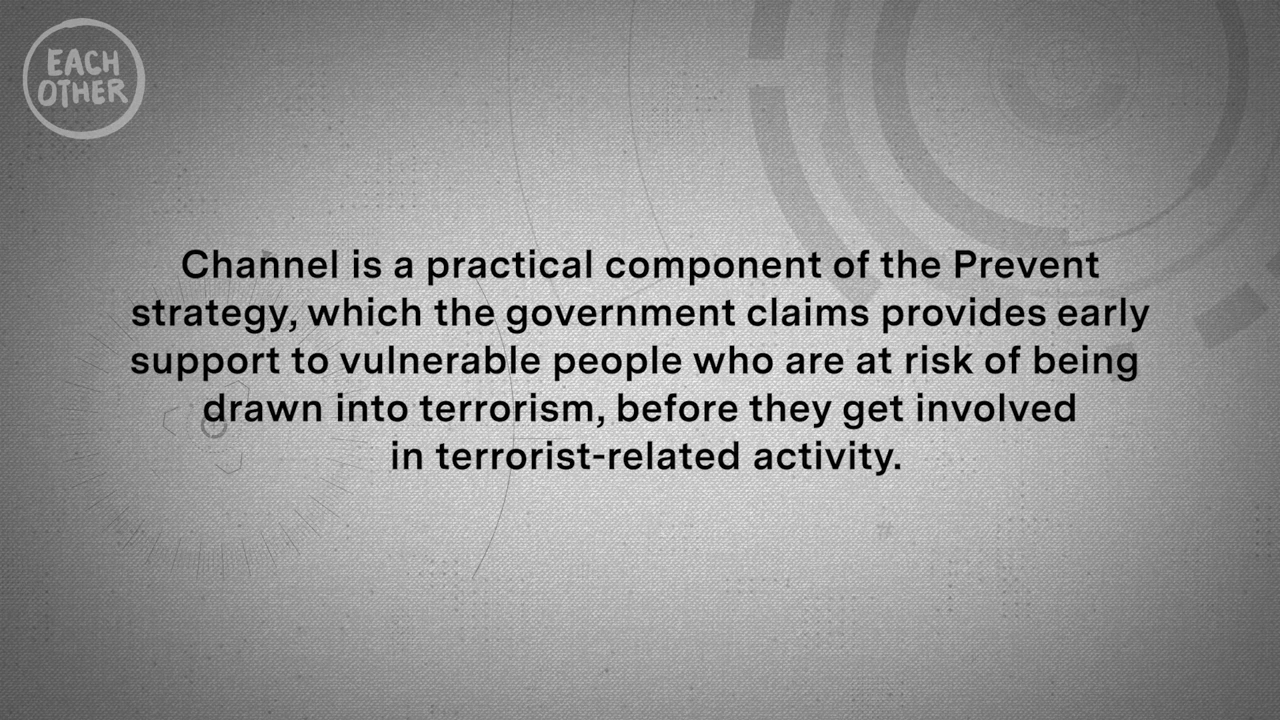 EACH
OTHER
Channel is a practical component of the Prevent
strategy, which the government claims provides early
support to vulnerable people who are at risk of being
drawn into terrorism, before they get involved
in terrorist-related activity.